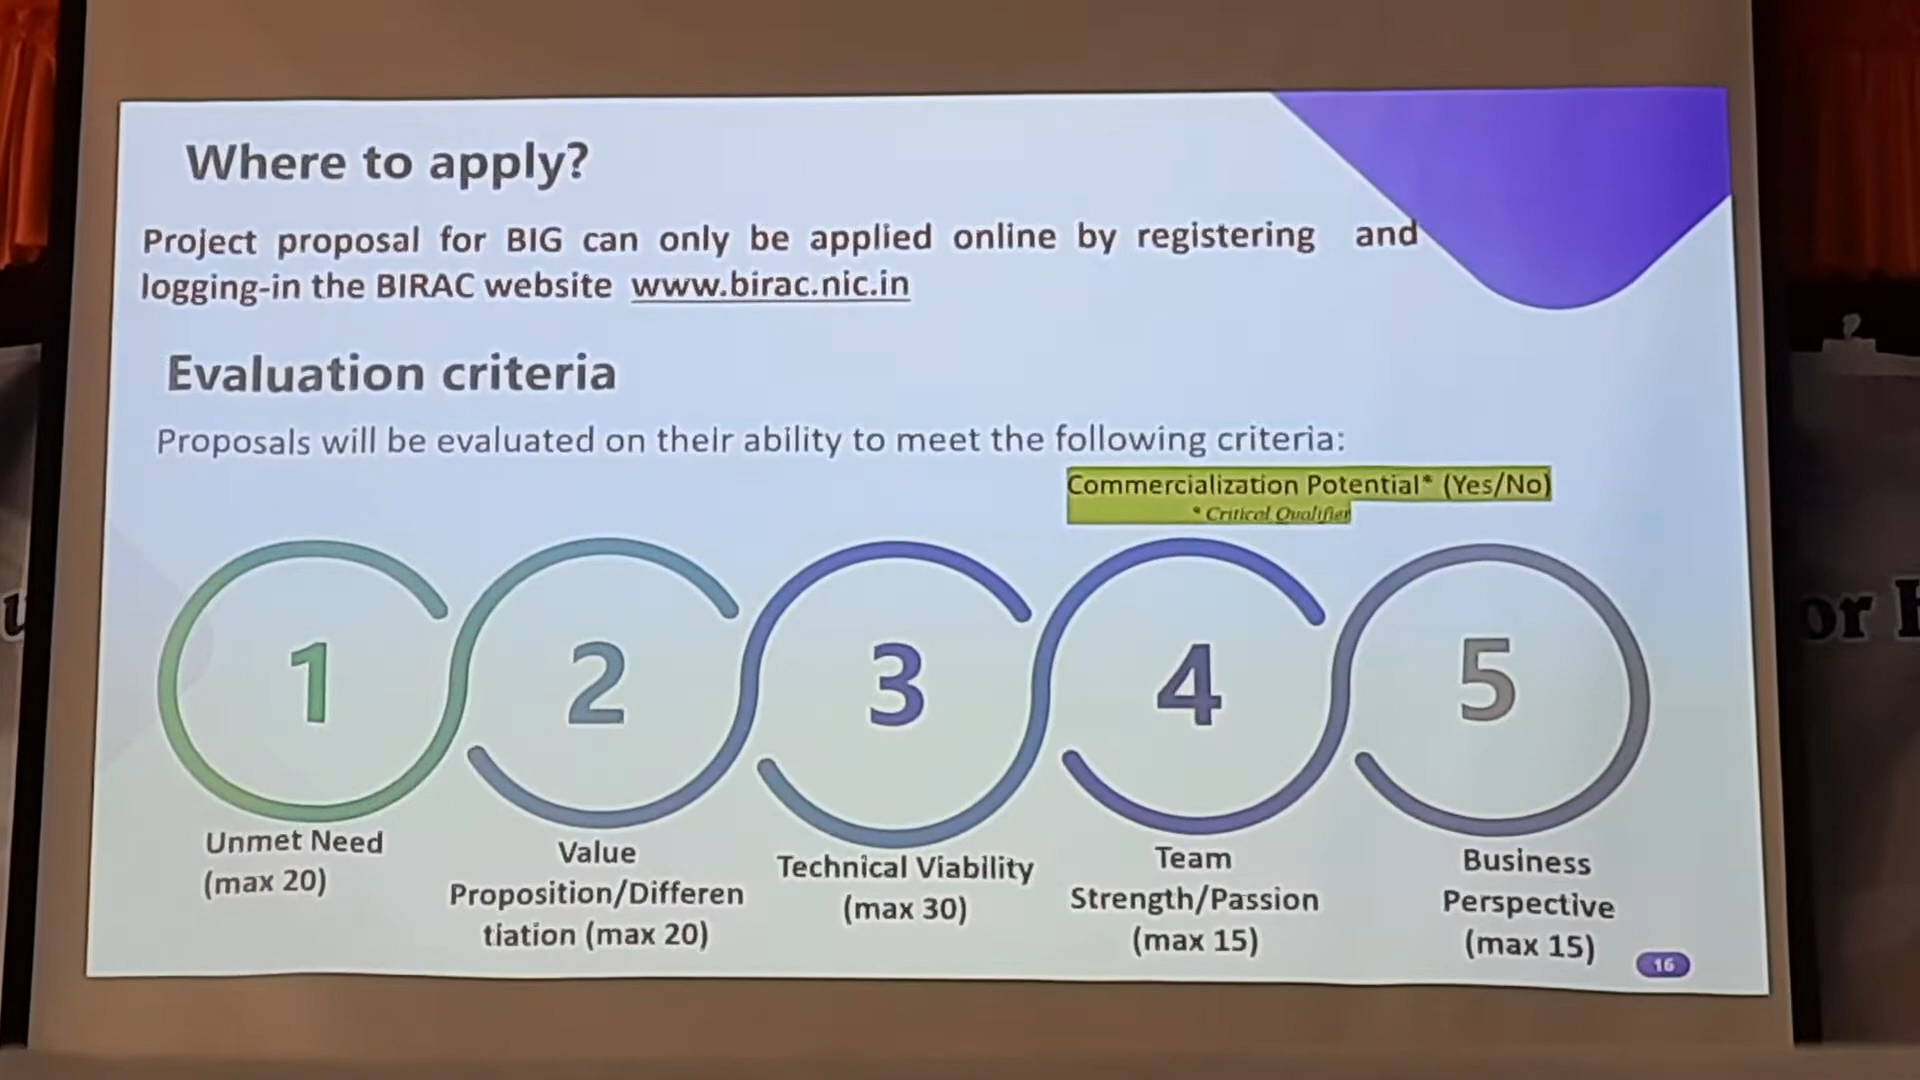 Where to apply?
Project proposal for BIG can only be applied online by registering and
logging-in the BIRAC website www.birac.nic.in
Evaluation criteria
Proposals will be evaluated on their ability to meet the following criteria:
Commercialization Potential* (Yes/No)
* Critical Qualifier
1
2
3
4
5
Unmet Need
(max 20)
Value
Proposition/Differen
tiation (max 20)
Technical Viability
(max 30)
Team
Strength/Passion
(max 15)
Business
Perspective
(max 15)
16
or